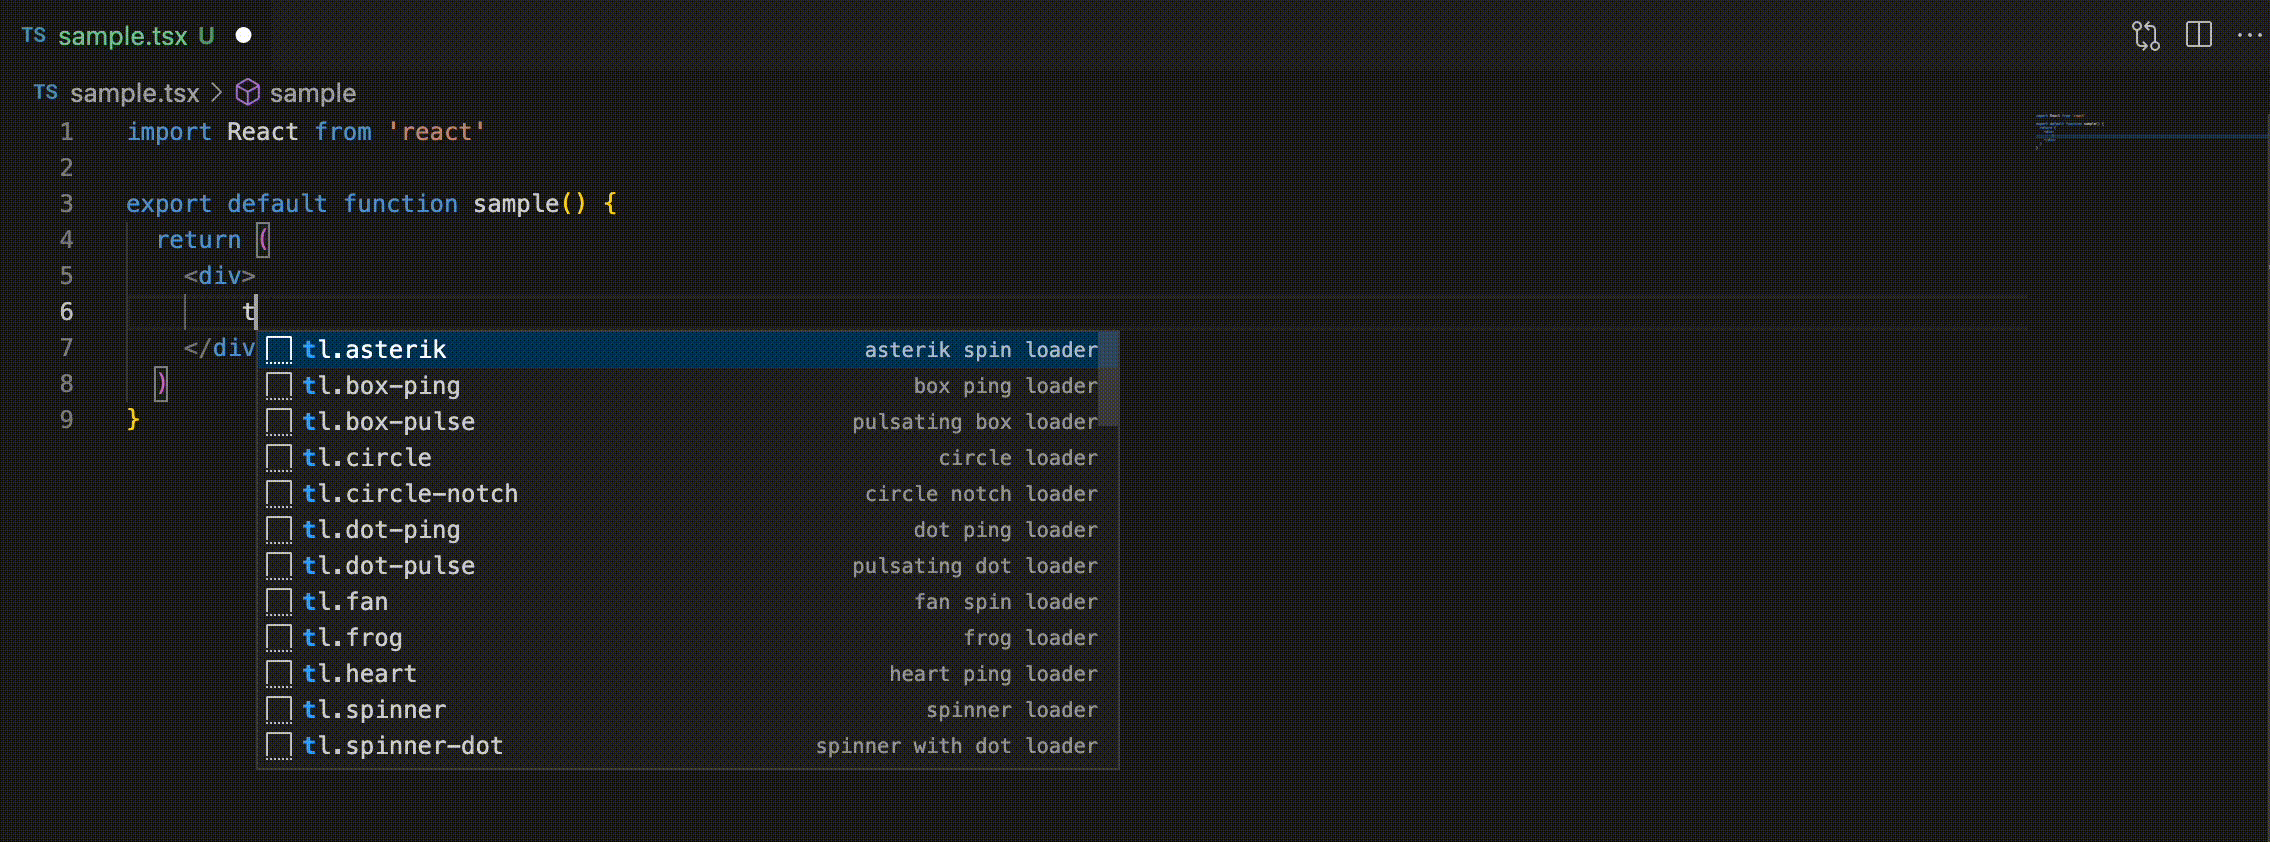 TS sample.tsx U
TS sample.tsx > sample
1 import React from 'react'
2
3 export default function sample() {
4 return (
5 <div>
6 t
7 </div
8 )
9 }
tl.asterik asterik spin loader
tl.box-ping box ping loader
tl.box-pulse pulsating box loader
tl.circle circle loader
tl.circle-notch circle notch loader
tl.dot-ping dot ping loader
tl.dot-pulse pulsating dot loader
tl.fan fan spin loader
tl.frog frog loader
tl.heart heart ping loader
tl.spinner spinner loader
tl.spinner-dot spinner with dot loader